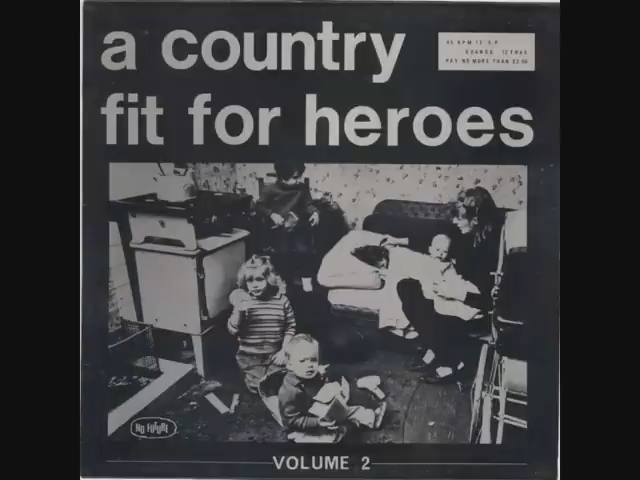 a country
45 RPM 12" E.P.
6 BANDS 12 TRAX
PAY NO MORE THAN £2.99
fit for heroes
NO FUTURE
VOLUME 2